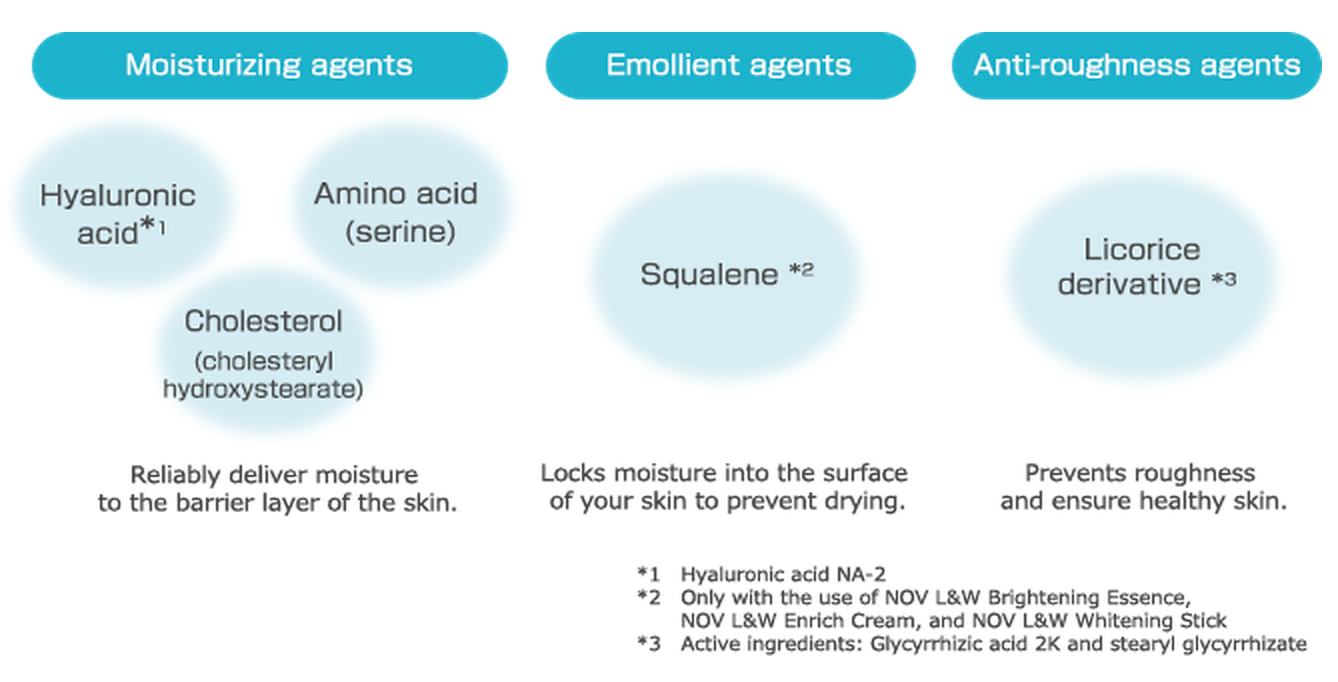 Moisturizing agents
Emollient agents
Anti-roughness agents
Hyaluronic
acid*1
Amino acid
(serine)
Cholesterol
(cholesteryl
hydroxystearate)
Squalene *2
Licorice
derivative *3
Reliably deliver moisture
to the barrier layer of the skin.
Locks moisture into the surface
of your skin to prevent drying.
Prevents roughness
and ensure healthy skin.
*1 Hyaluronic acid NA-2
*2 Only with the use of NOV L&W Brightening Essence,
NOV L&W Enrich Cream, and NOV L&W Whitening Stick
*3 Active ingredients: Glycyrrhizic acid 2K and stearyl glycyrrhizate